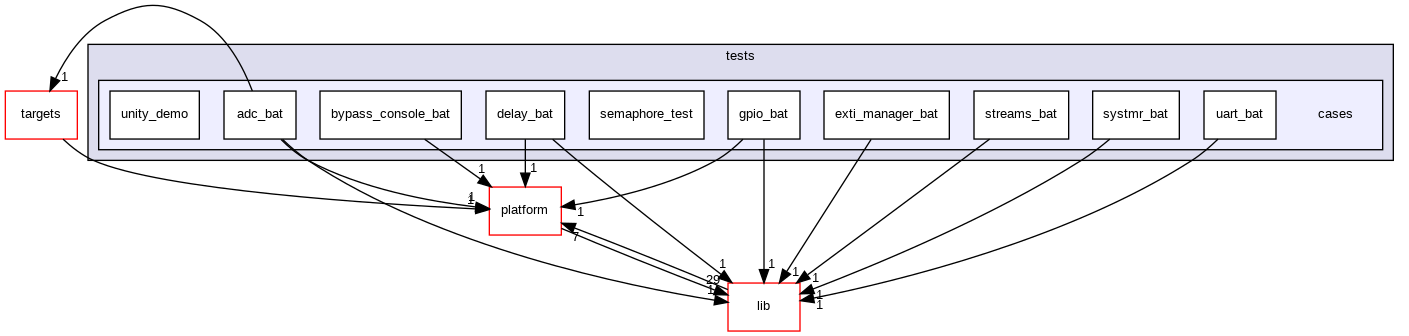 tests
1
targets
unity_demo
adc_bat
bypass_console_bat
delay_bat
semaphore_test
gpio_bat
exti_manager_bat
streams_bat
systmr_bat
uart_bat
cases
1
1
1
1
platform
1
7
1
1
1
1
29
1
1
1
lib